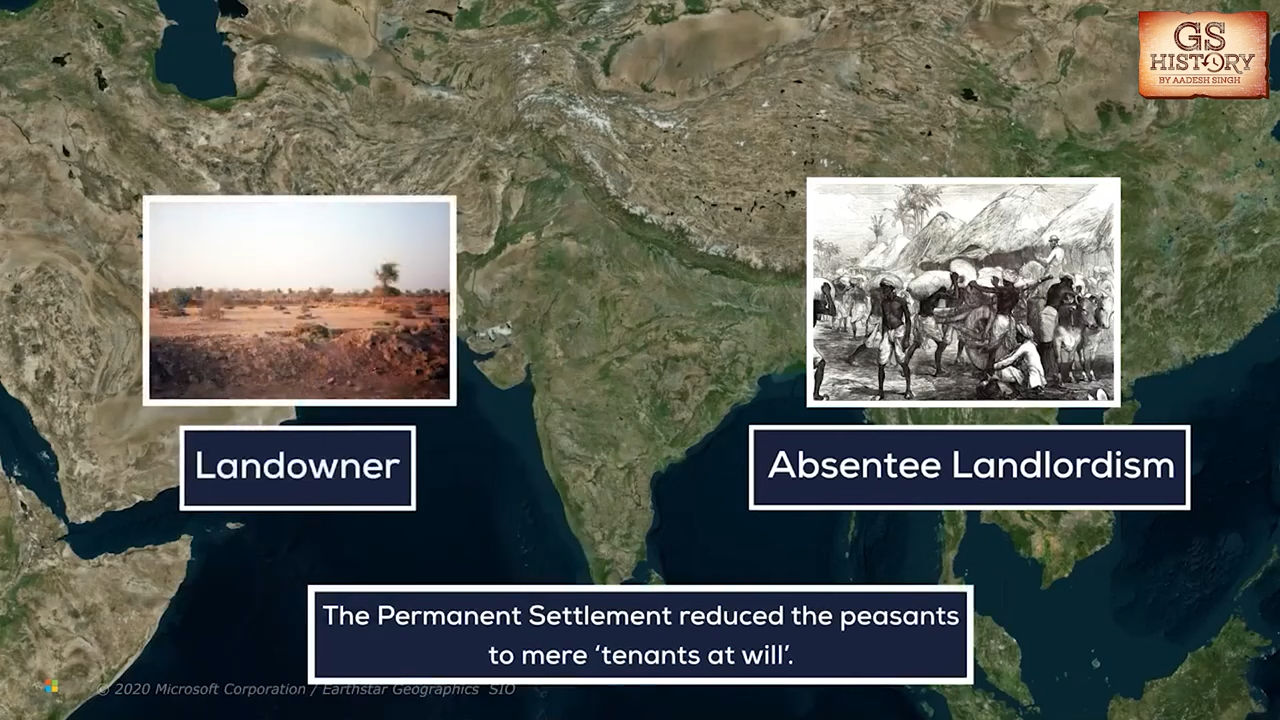 GS
HISTORY
BY AADESH SINGH
Landowner
Absentee Landlordism
The Permanent Settlement reduced the peasants
to mere ‘tenants at will’.
© 2020 Microsoft Corporation / Earthstar Geographics SIO